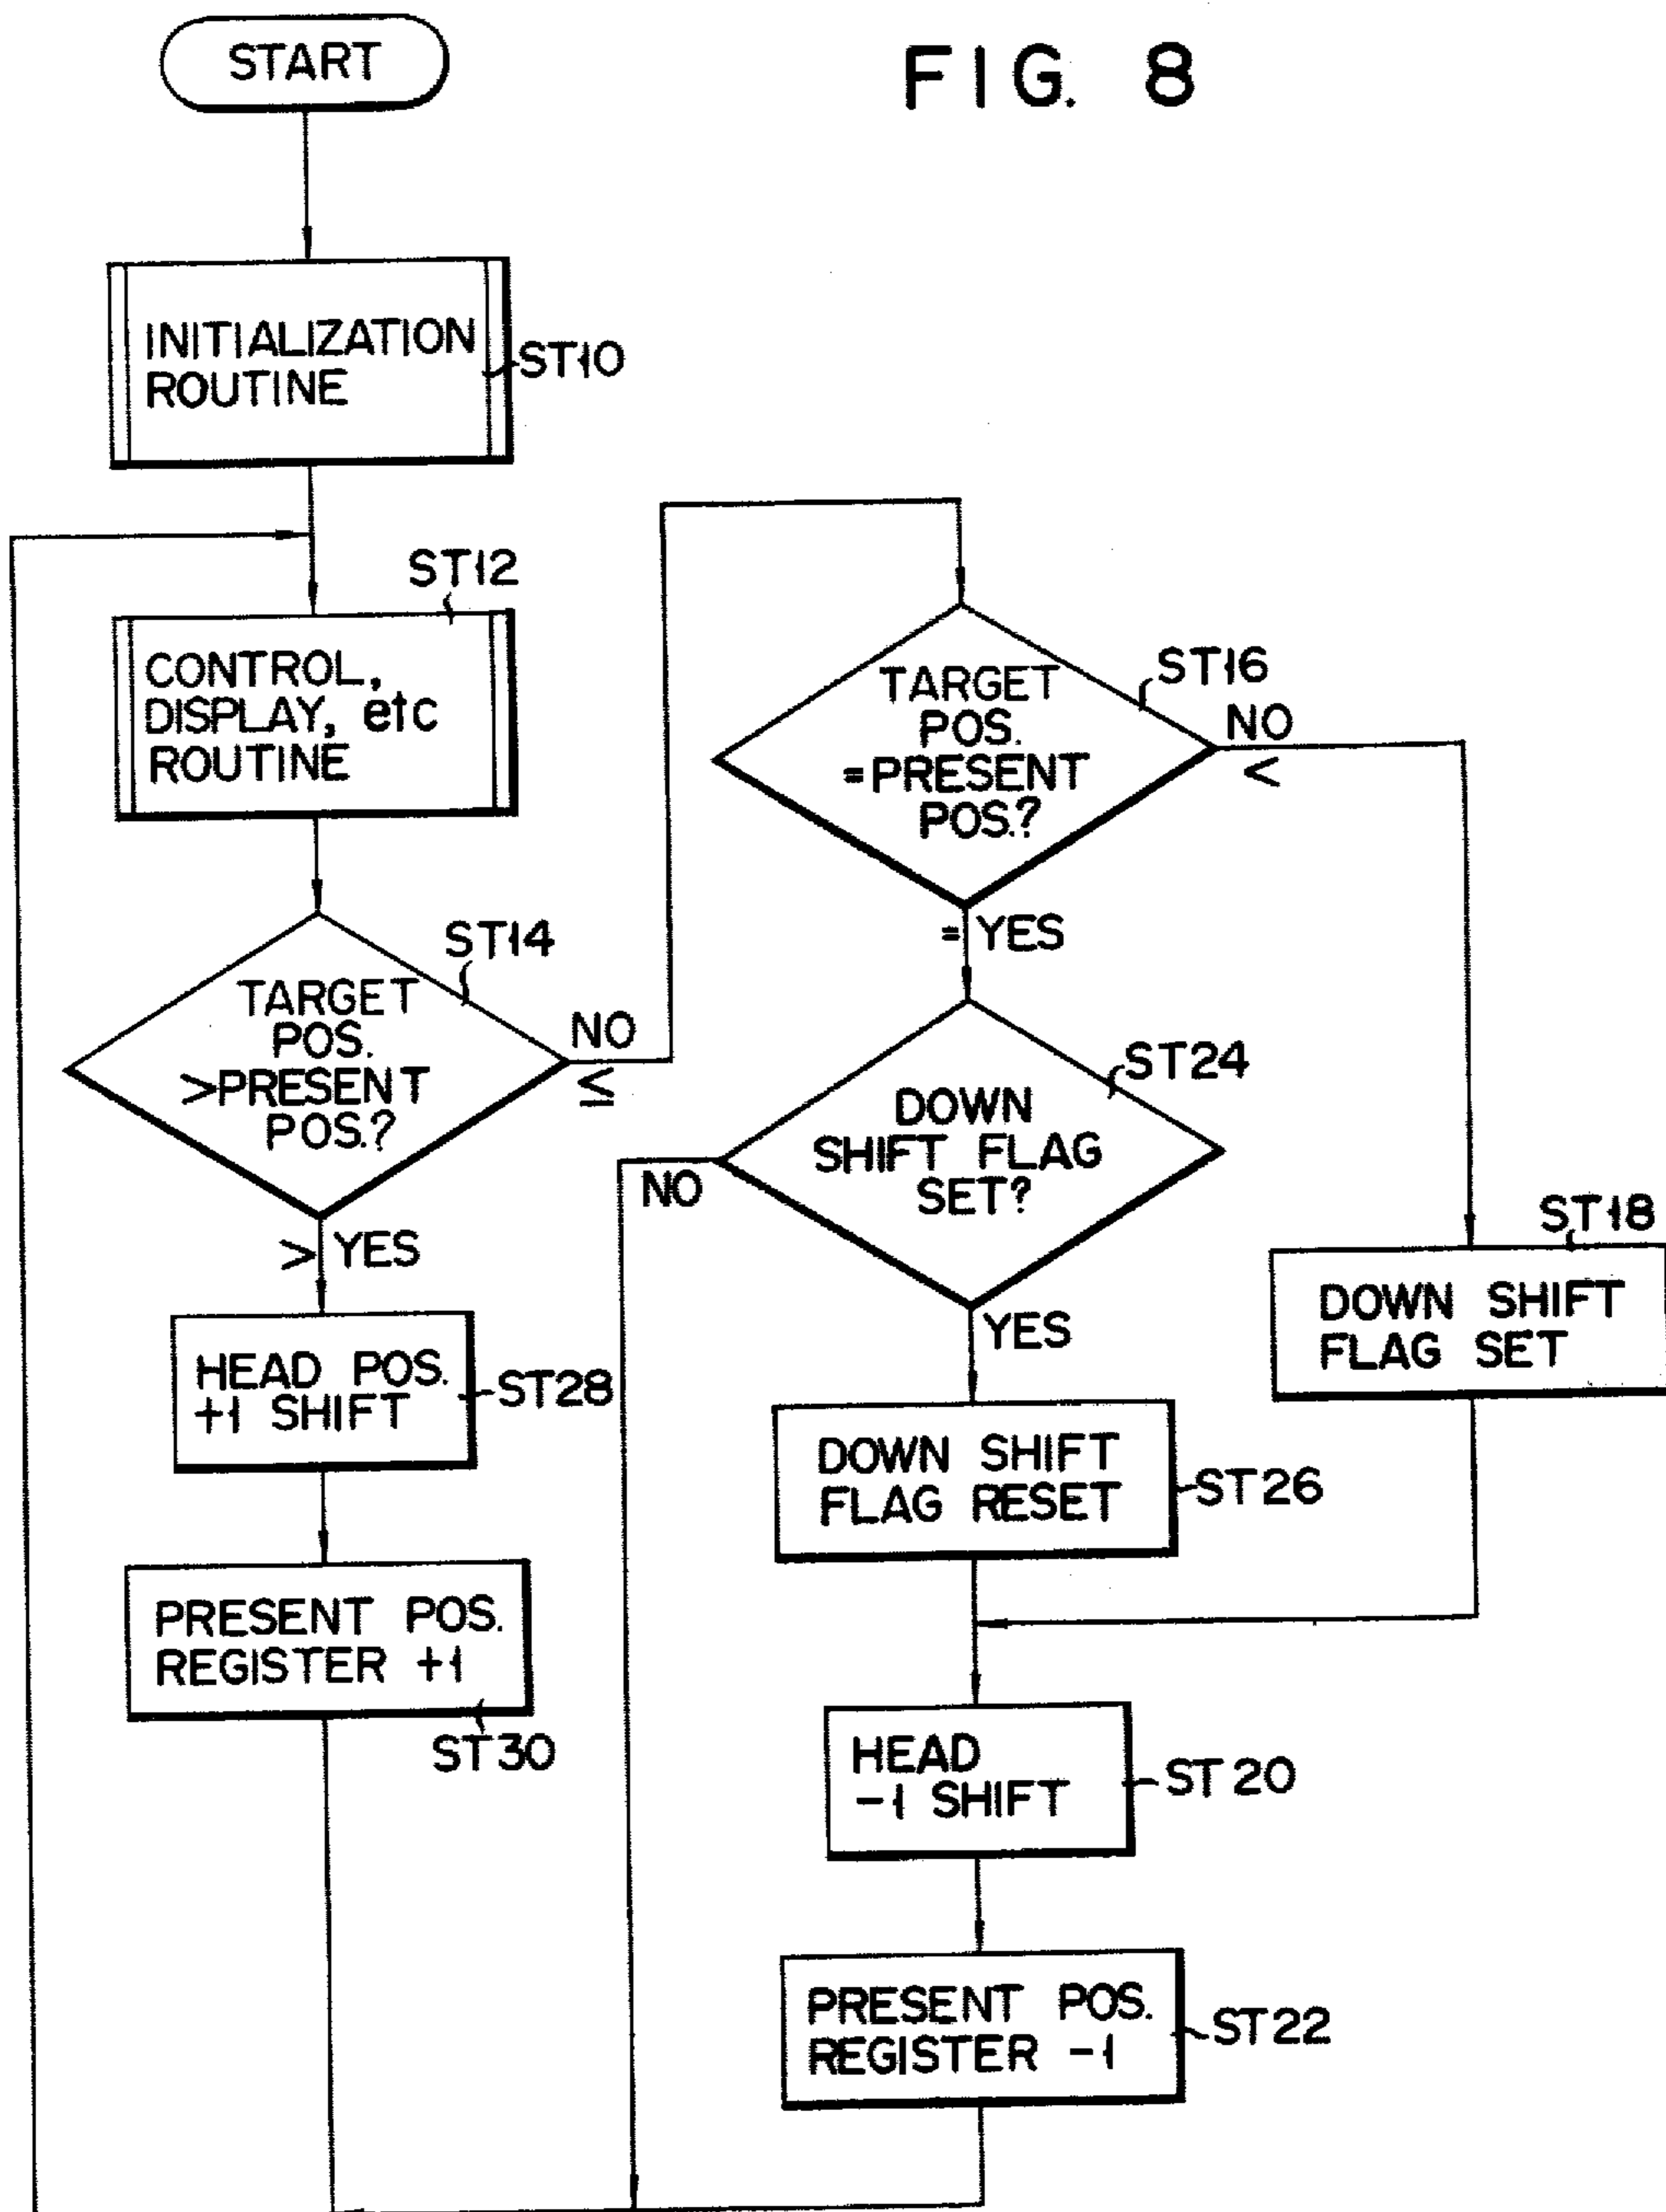 START
FIG. 8
INITIALIZATION
ROUTINE
ST10
ST12
CONTROL,
DISPLAY, etc
ROUTINE
ST14
TARGET
POS.
>PRESENT
POS.?
NO
≤
> YES
HEAD POS.
+1 SHIFT
ST28
PRESENT POS.
REGISTER +1
ST30
ST16
TARGET
POS.
=PRESENT
POS.?
NO
<
= YES
ST24
DOWN
SHIFT FLAG
SET?
NO
YES
ST18
DOWN SHIFT
FLAG SET
DOWN SHIFT
FLAG RESET
ST26
HEAD
-1 SHIFT
ST20
PRESENT POS.
REGISTER -1
ST22